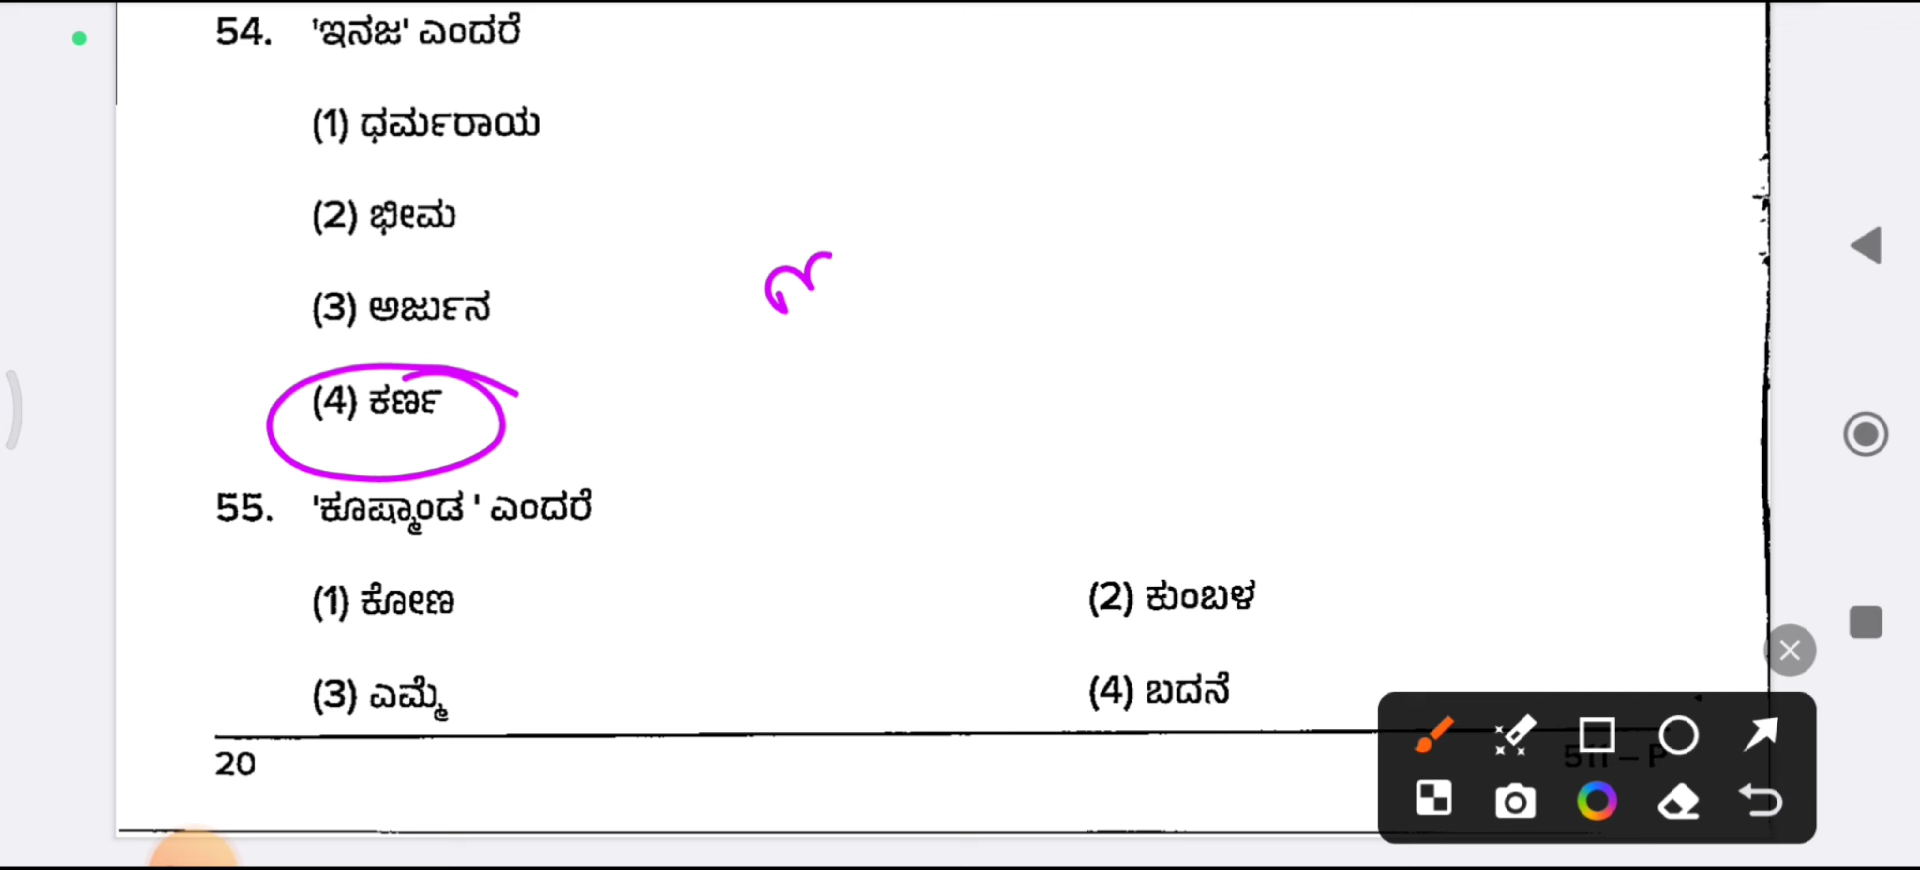 54. 'ಇನಜ' ಎಂದರೆ
(1) ಧರ್ಮರಾಯ
(2) ಭೀಮ
(3) ಅರ್ಜುನ
(4) ಕರ್ಣ
55. 'ಕೂಷ್ಮಾಂಡ ' ಎಂದರೆ
(1) ಕೋಣ (2) ಕುಂಬಳ
(3) ಎಮ್ಮೆ (4) ಬದನೆ
20